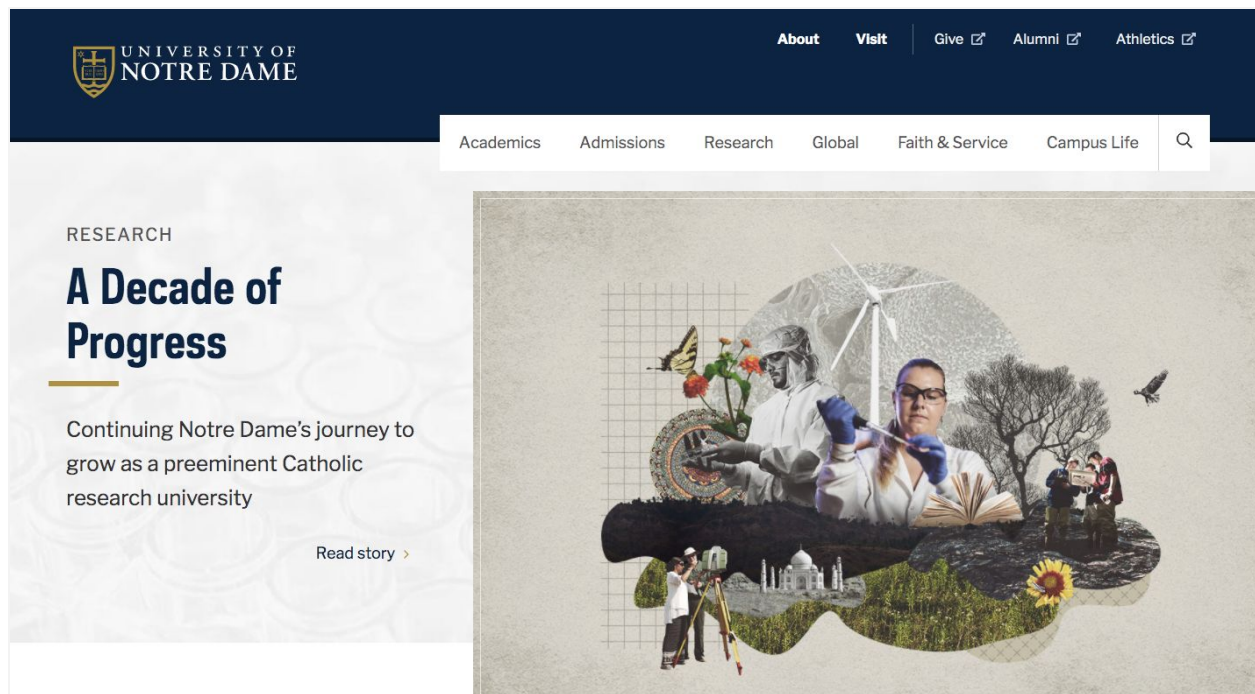 UNIVERSITY OF
NOTRE DAME
About Visit Give Alumni Athletics
Academics Admissions Research Global Faith & Service Campus Life
RESEARCH
A Decade of
Progress
Continuing Notre Dame’s journey to
grow as a preeminent Catholic
research university
Read story ›